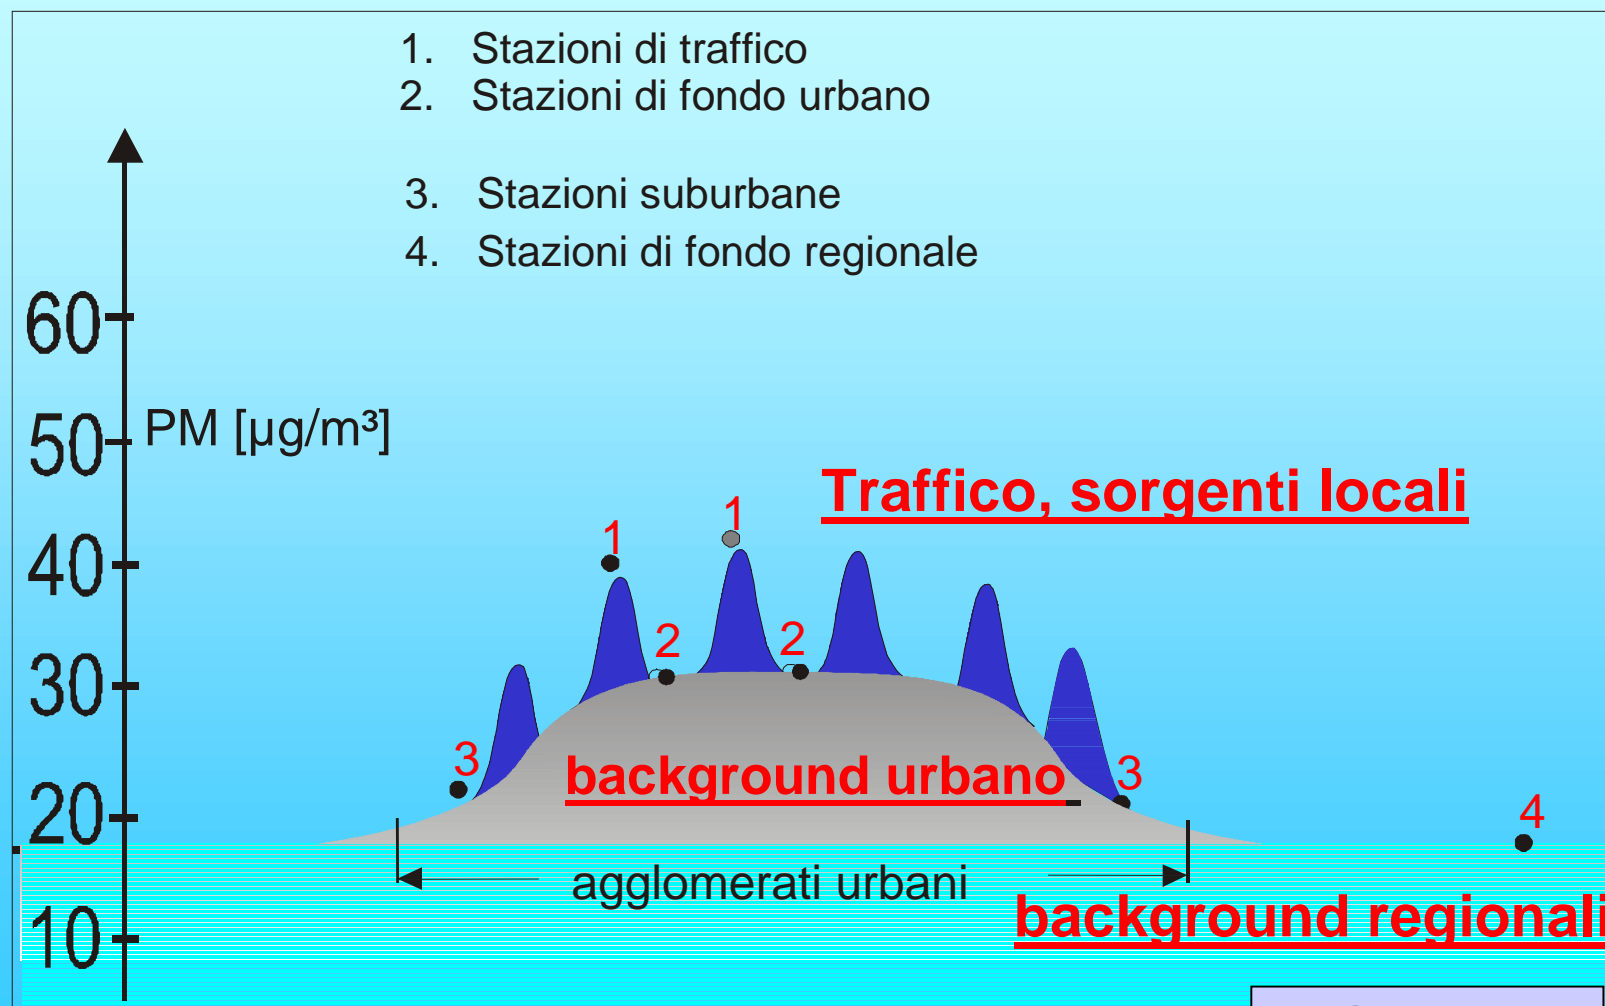 1. Stazioni di traffico
2. Stazioni di fondo urbano
3. Stazioni suburbane
4. Stazioni di fondo regionale
60
50 PM [µg/m³]
Traffico, sorgenti locali
1 1
40
2 2
30
3 background urbano 3
20 4
agglomerati urbani
10 background regionali